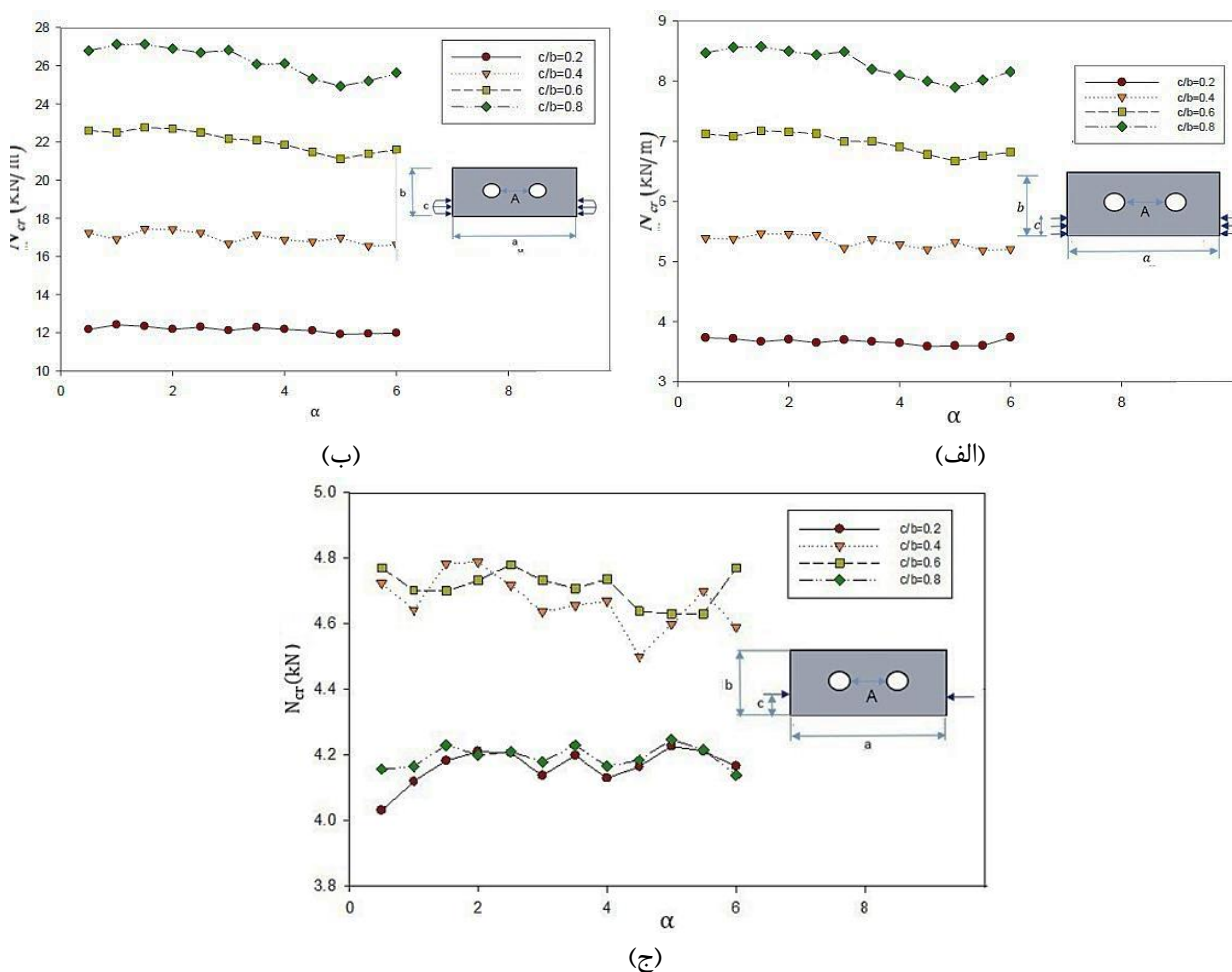 28
26
24
22
20
18
16
14
12
10
0
2
4
6
8
N_cr (KN/m)
α
c/b=0.2
c/b=0.4
c/b=0.6
c/b=0.8
b
c
A
a
(ب)
9
8
7
6
5
4
3
0
2
4
6
8
N_cr (kN/m)
α
c/b=0.2
c/b=0.4
c/b=0.6
c/b=0.8
b
c
A
a
(الف)
5.0
4.8
4.6
4.4
4.2
4.0
3.8
0
2
4
6
8
N_cr(kN)
α
c/b=0.2
c/b=0.4
c/b=0.6
c/b=0.8
b
c
A
a
(ج)